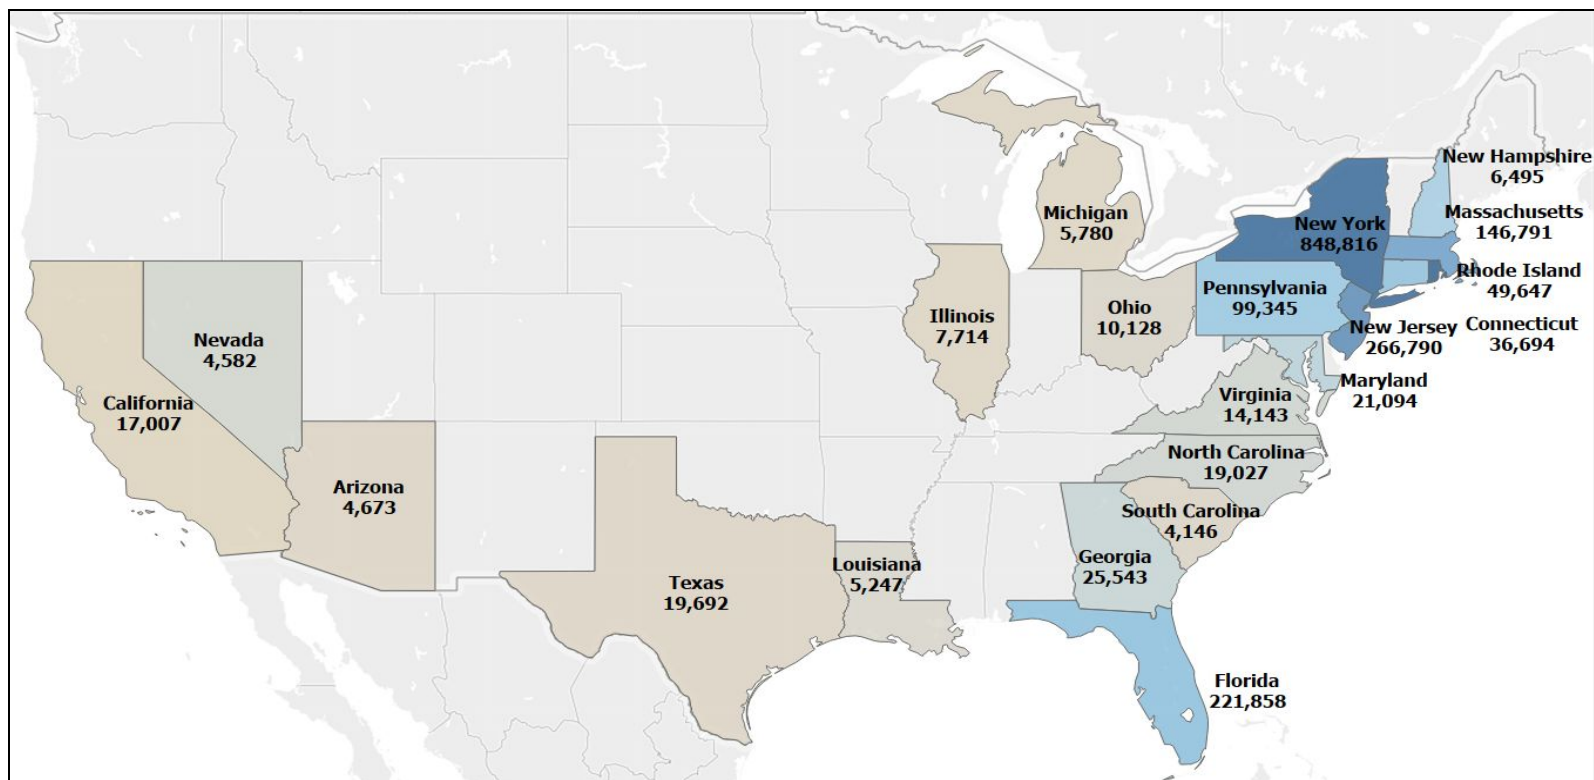 New Hampshire
6,495
Massachusetts
146,791
New York
848,816
Michigan
5,780
Rhode Island
49,647
Pennsylvania
99,345
Connecticut
36,694
New Jersey
266,790
Ohio
10,128
Illinois
7,714
Nevada
4,582
Maryland
21,094
Virginia
14,143
California
17,007
North Carolina
19,027
Arizona
4,673
South Carolina
4,146
Georgia
25,543
Louisiana
5,247
Texas
19,692
Florida
221,858